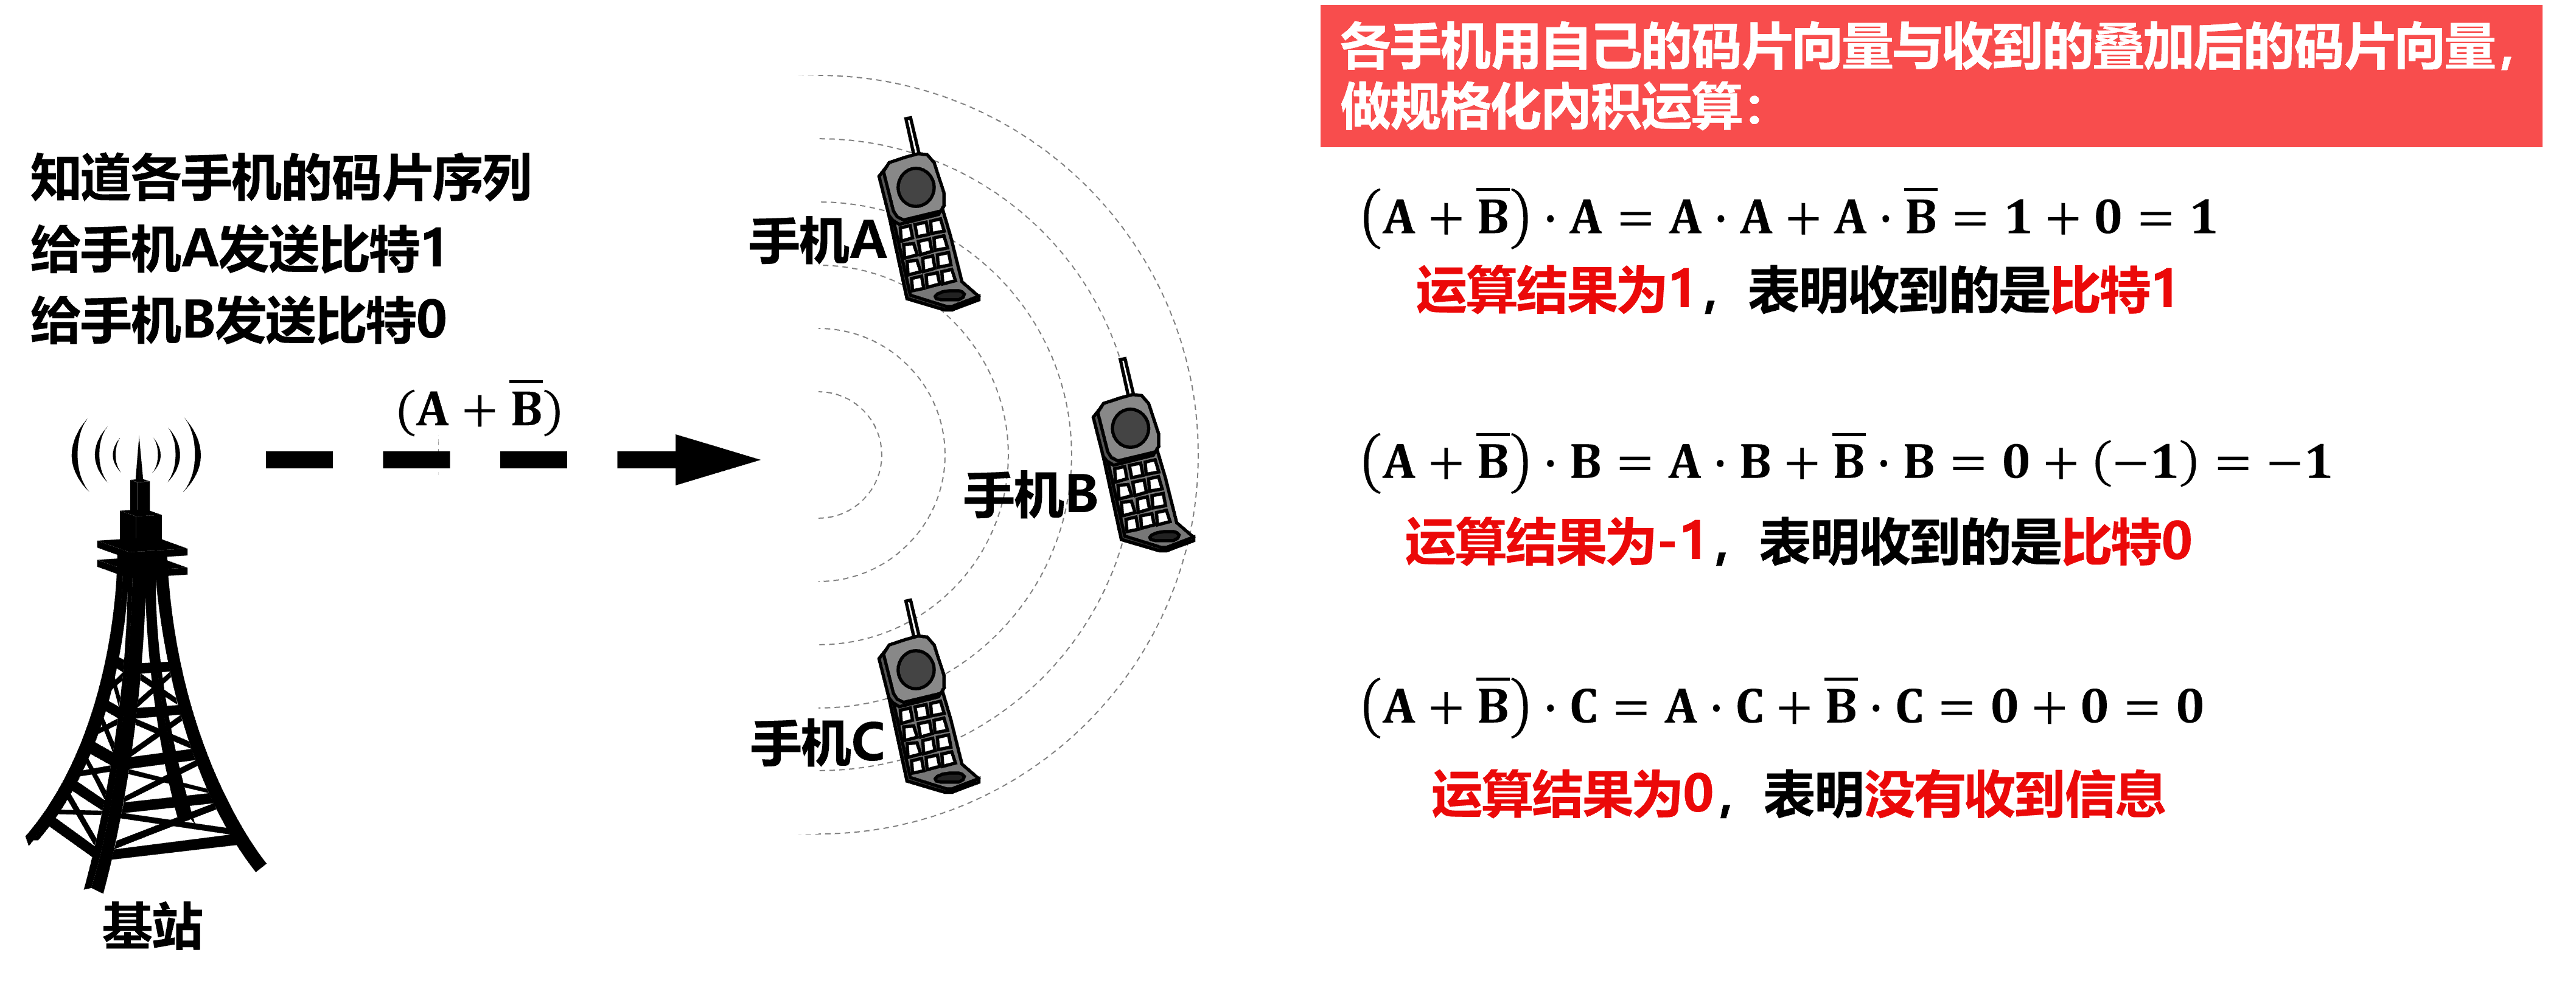 知道各手机的码片序列
给手机A发送比特1
给手机B发送比特0
(A + B̅)
手机A
手机B
手机C
基站
各手机用自己的码片向量与收到的叠加后的码片向量，
做规格化内积运算：
(A + B̅) · A = A · A + A · B̅ = 1 + 0 = 1
运算结果为1，表明收到的是比特1
(A + B̅) · B = A · B + B̅ · B = 0 + (−1) = −1
运算结果为-1，表明收到的是比特0
(A + B̅) · C = A · C + B̅ · C = 0 + 0 = 0
运算结果为0，表明没有收到信息